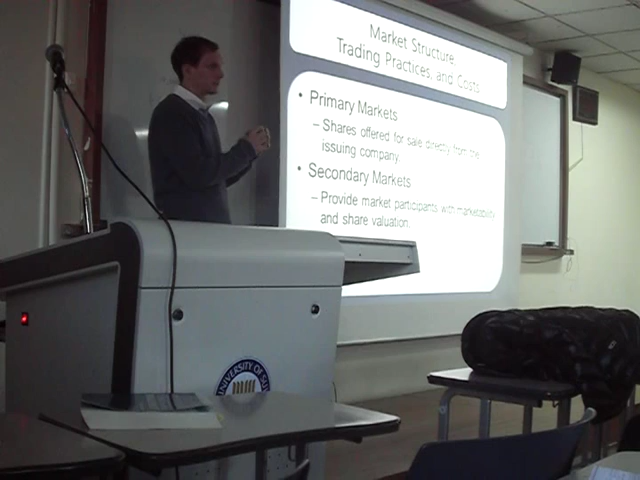 Market Structure,
Trading Practices, and Costs
• Primary Markets
– Shares offered for sale directly from the
issuing company.
• Secondary Markets
– Provide market participants with marketability
and share valuation.
UNIVERSITY OF